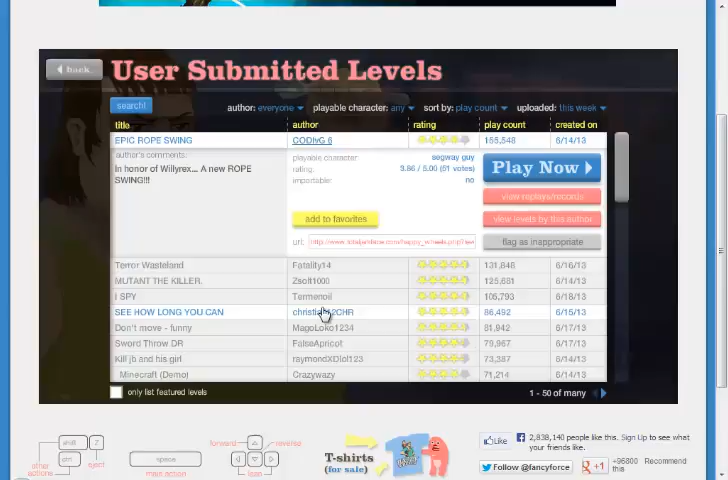 back
User Submitted Levels
search!
author: everyone
playable character: any
sort by: play count
uploaded: this week
title author rating play count created on
EPIC ROPE SWING CODIvG 6 155,548 6/14/13
author's comments:
In honor of Willyrex... A new ROPE
SWING!!!
playable character: segway guy
rating: 3.86 / 5.00 (51 votes)
importable: no
add to favorites
Play Now
view replays/records
view levels by this author
flag as inappropriate
url:
Terror Wasteland Fatality14 131,848 6/16/13
MUTANT THE KILLER. Zsolt1000 125,681 6/14/13
I SPY Termenoil 105,793 6/18/13
SEE HOW LONG YOU CAN 86,492 6/15/13
Don't move - funny MagoLoko1234 81,942 6/17/13
Sword Throw DR FalseApricot 79,967 6/17/13
Kill jb and his girl raymondXDlol123 73,387 6/14/13
Minecraft (Demo) Crazywazy 71,214 6/14/13
only list featured levels
1 - 50 of many
shift Z
ctrl
other actions
eject
space
main action
forward
reverse
lean
T-shirts
(for sale)
Like
2,838,140 people like this. Sign Up to see what
your friends like.
Follow @fancyforce
+1
+96800 Recommend
this